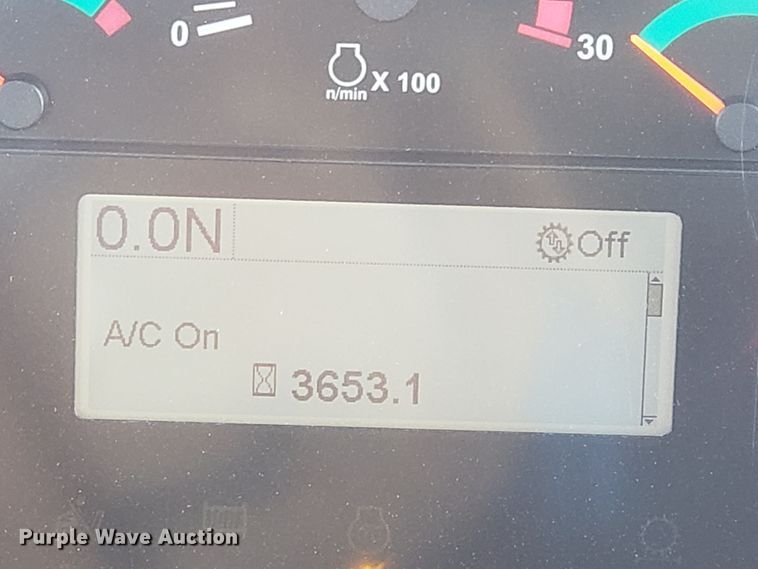 0
30
n/min X 100
0.0N Off
A/C On
3653.1
Purple Wave Auction